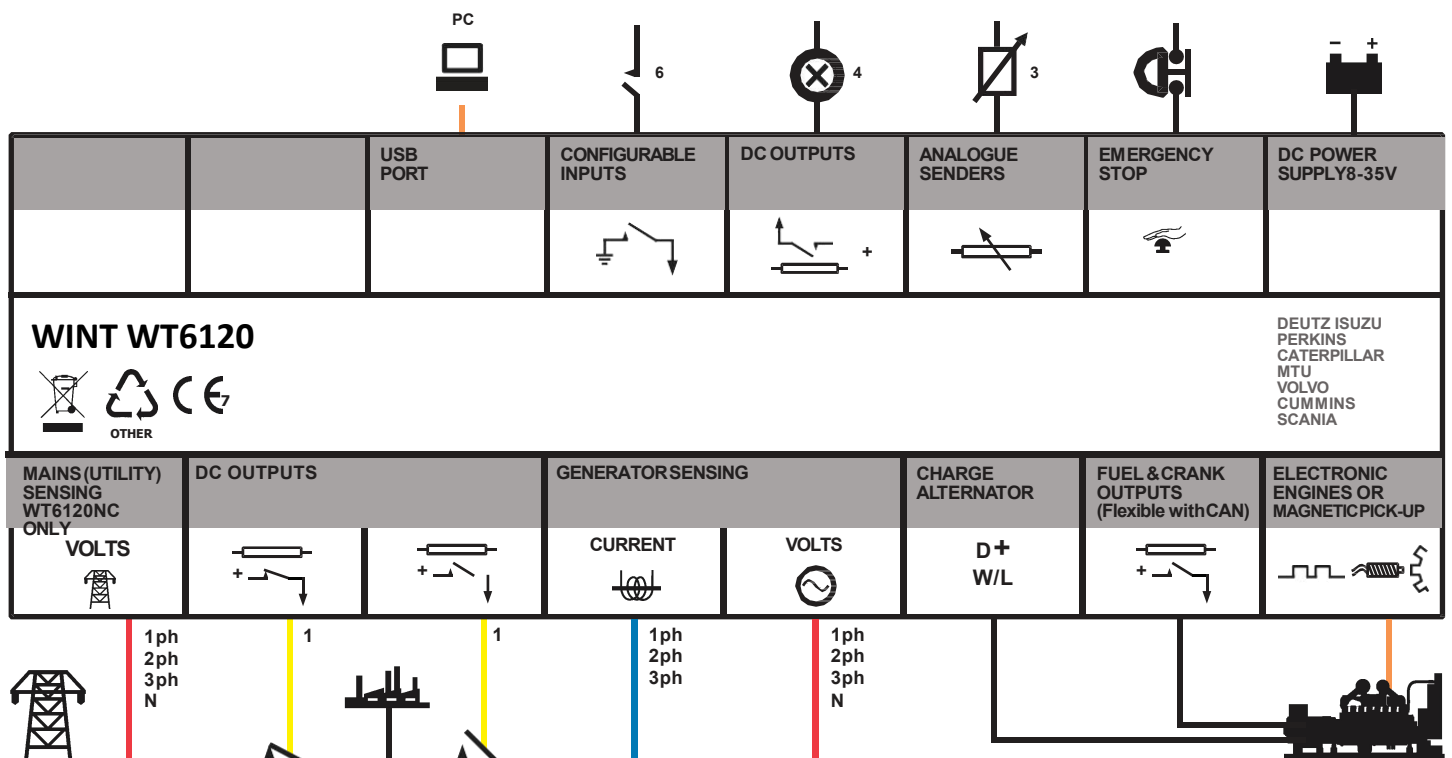 PC
6
4
3
- +
USB
PORT
CONFIGURABLE
INPUTS
DC OUTPUTS
ANALOGUE
SENDERS
EMERGENCY
STOP
DC POWER
SUPPLY8-35V
+
WINT WT6120
CE
7
OTHER
DEUTZ ISUZU
PERKINS
CATERPILLAR
MTU
VOLVO
CUMMINS
SCANIA
MAINS (UTILITY)
SENSING
WT6120NC
ONLY
VOLTS
DC OUTPUTS
+
+
GENERATOR SENSING
CURRENT
VOLTS
CHARGE
ALTERNATOR
D+
W/L
FUEL & CRANK
OUTPUTS
(Flexible with CAN)
+
ELECTRONIC
ENGINES OR
MAGNETIC PICK-UP
1ph
2ph
3ph
N
1
1
1ph
2ph
3ph
1ph
2ph
3ph
N